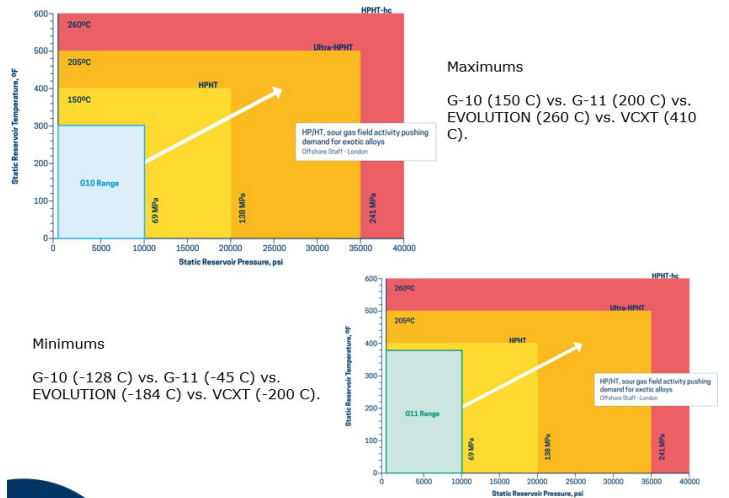 HPHT-hc
600
260ºC
Ultra-HPHT
500
205ºC
HPHT
400
150ºC
300
HP/HT, sour gas field activity pushing
demand for exotic alloys
Offshore Staff - London
200
G10 Range
100
69 MPa
138 MPa
241 MPa
0
0 5000 10000 15000 20000 25000 30000 35000 40000
Static Reservoir Temperature, ºF
Static Reservoir Pressure, psi
Maximums
G-10 (150 C) vs. G-11 (200 C) vs.
EVOLUTION (260 C) vs. VCXT (410
C).
Minimums
G-10 (-128 C) vs. G-11 (-45 C) vs.
EVOLUTION (-184 C) vs. VCXT (-200 C).
HPHT-hc
600
260ºC
Ultra-HPHT
500
205ºC
HPHT
400
300
HP/HT, sour gas field activity pushing
demand for exotic alloys
Offshore Staff - London
200
G11 Range
100
69 MPa
138 MPa
241 MPa
0
0 5000 10000 15000 20000 25000 30000 35000 40000
Static Reservoir Temperature, ºF
Static Reservoir Pressure, psi